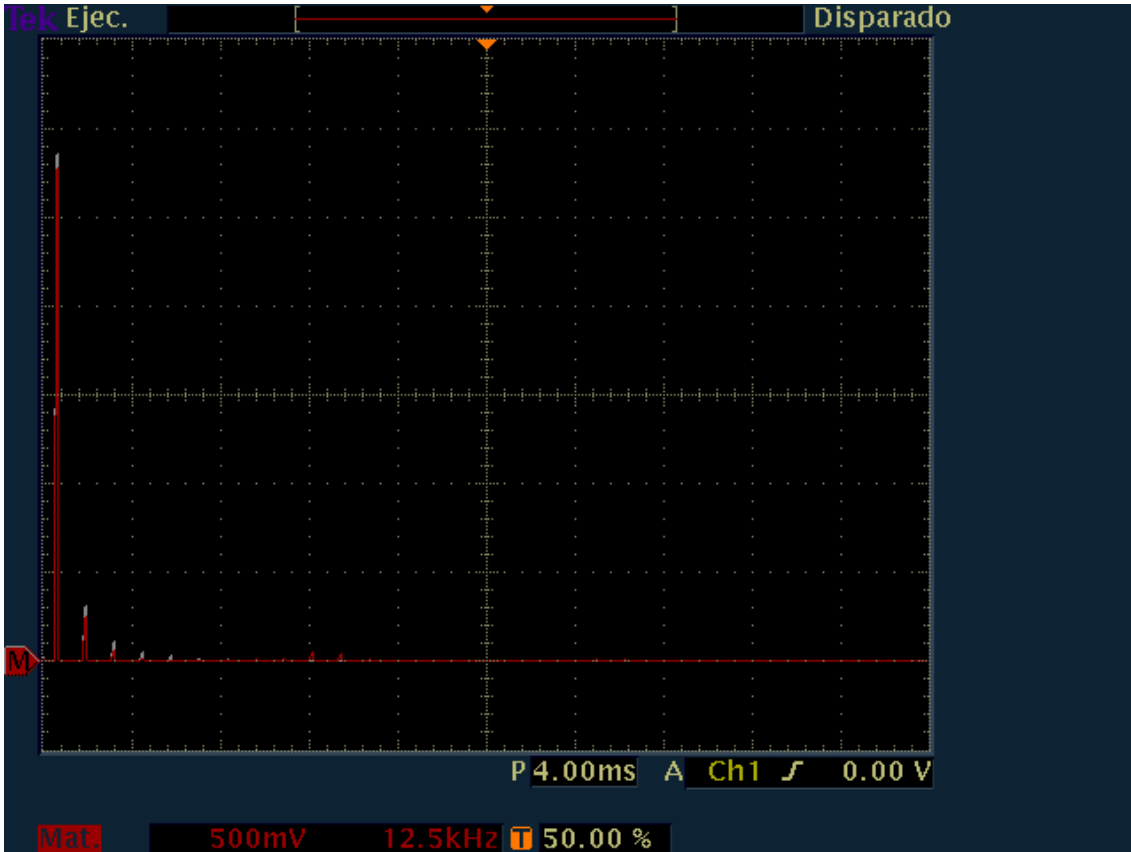 Tek Ejec. Disparado
M
P 4.00ms A Ch1 0.00 V
Mat. 500mV 12.5kHz T 50.00 %